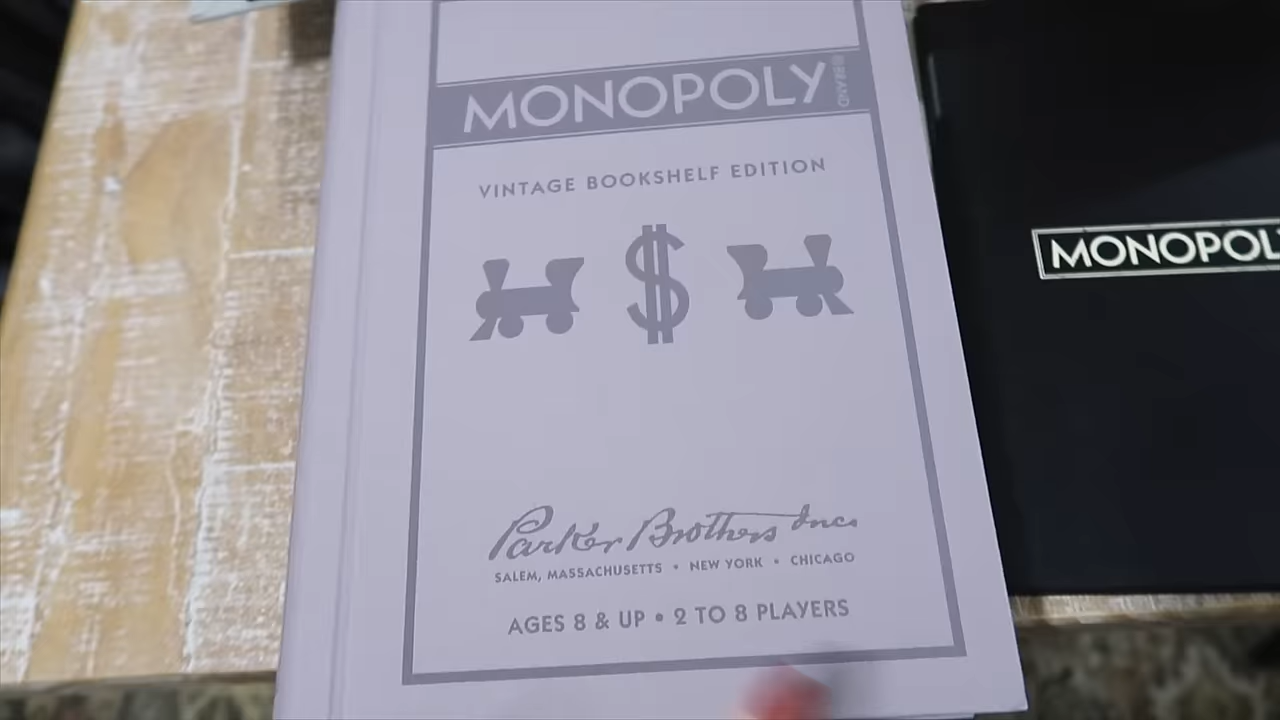 MONOPOLY BRAND
VINTAGE BOOKSHELF EDITION
$
Parker Brothers Inc.
SALEM, MASSACHUSETTS • NEW YORK • CHICAGO
AGES 8 & UP • 2 TO 8 PLAYERS
MONOPOL